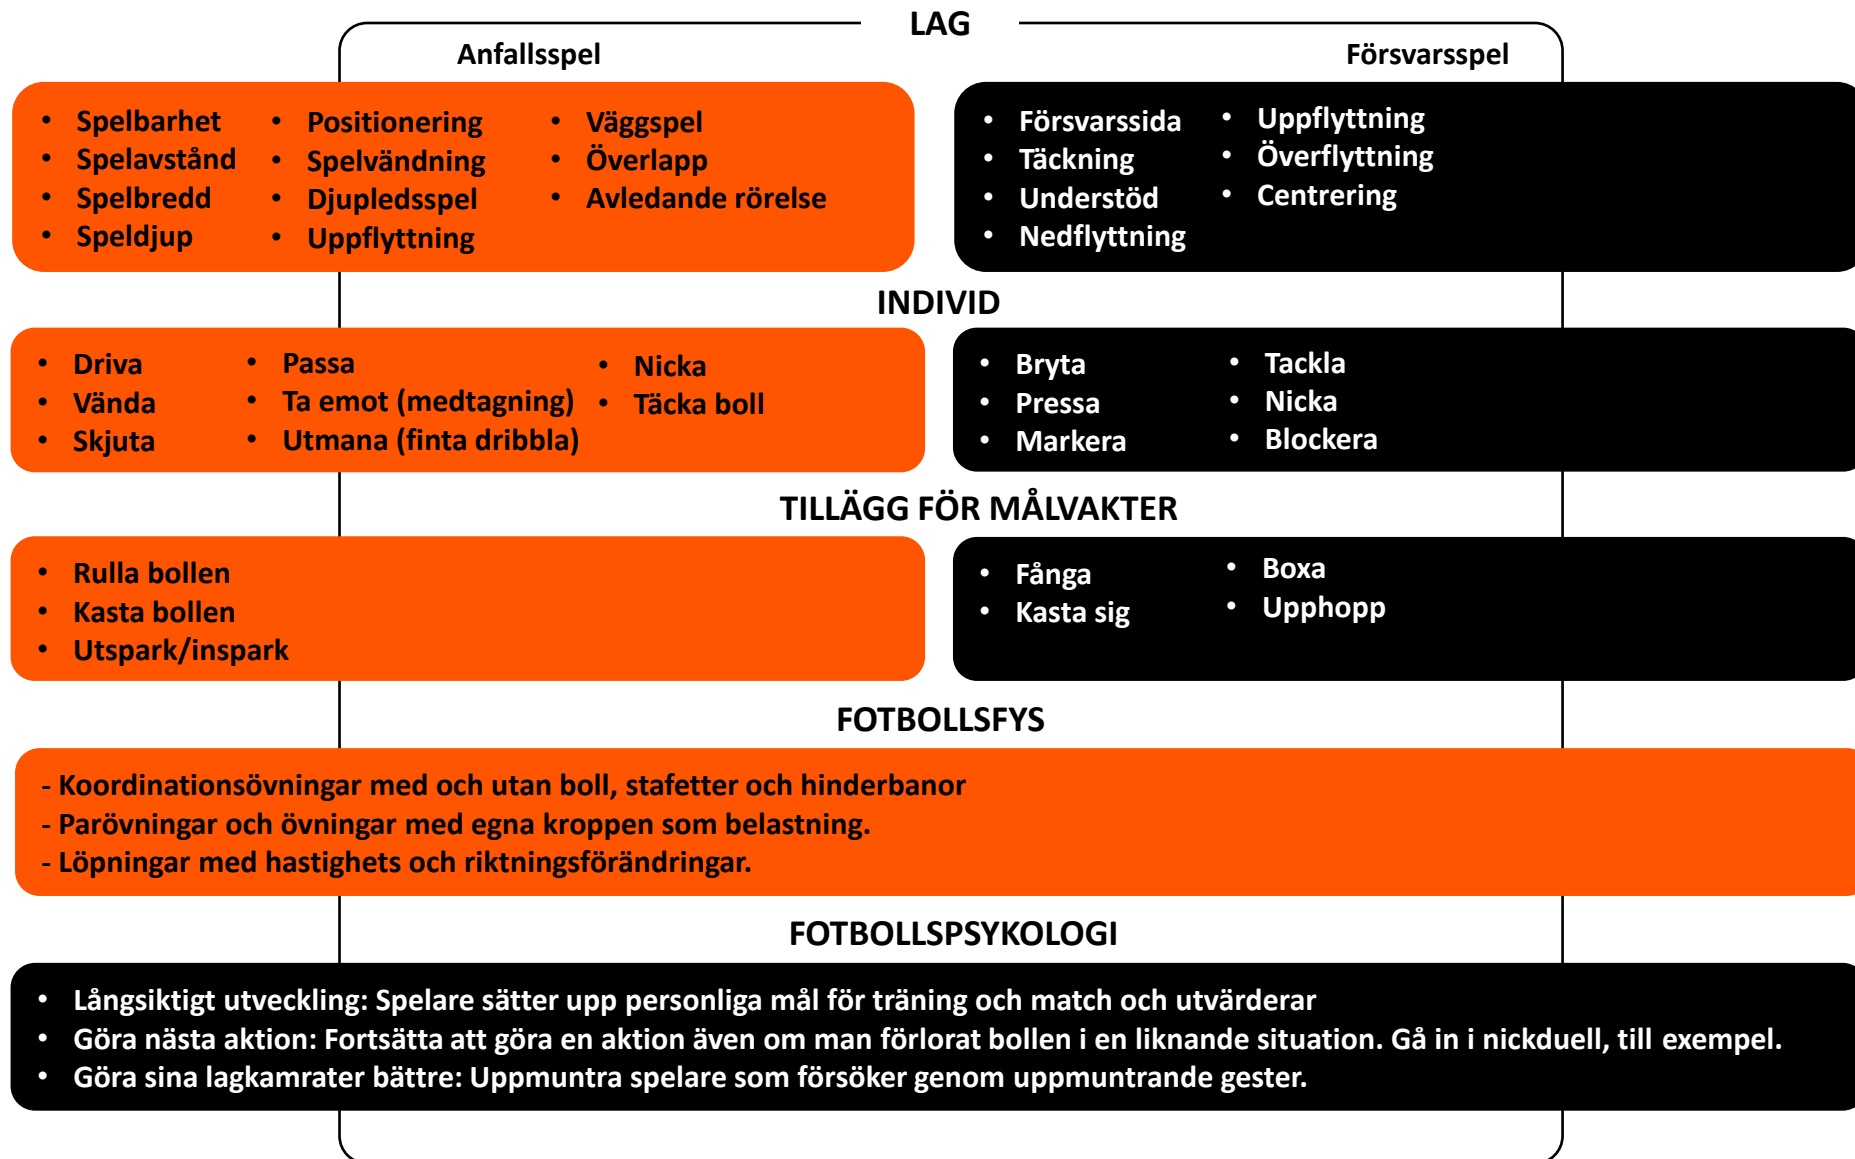 LAG
Anfallsspel
Försvarsspel
• Spelbarhet
• Spelavstånd
• Spelbredd
• Speldjup
• Positionering
• Spelvändning
• Djupledsspel
• Uppflyttning
• Väggspel
• Överlapp
• Avledande rörelse
• Försvarssida
• Täckning
• Understöd
• Nedflyttning
• Uppflyttning
• Överflyttning
• Centrering
INDIVID
• Driva
• Vända
• Skjuta
• Passa
• Ta emot (medtagning)
• Utmana (finta dribbla)
• Nicka
• Täcka boll
• Bryta
• Pressa
• Markera
• Tackla
• Nicka
• Blockera
TILLÄGG FÖR MÅLVAKTER
• Rulla bollen
• Kasta bollen
• Utspark/inspark
• Fånga
• Kasta sig
• Boxa
• Upphopp
FOTBOLLSFYS
- Koordinationsövningar med och utan boll, stafetter och hinderbanor
- Parövningar och övningar med egna kroppen som belastning.
- Löpningar med hastighets och riktningsförändringar.
FOTBOLLSPSYKOLOGI
• Långsiktigt utveckling: Spelare sätter upp personliga mål för träning och match och utvärderar
• Göra nästa aktion: Fortsätta att göra en aktion även om man förlorat bollen i en liknande situation. Gå in i nickduell, till exempel.
• Göra sina lagkamrater bättre: Uppmuntra spelare som försöker genom uppmuntrande gester.